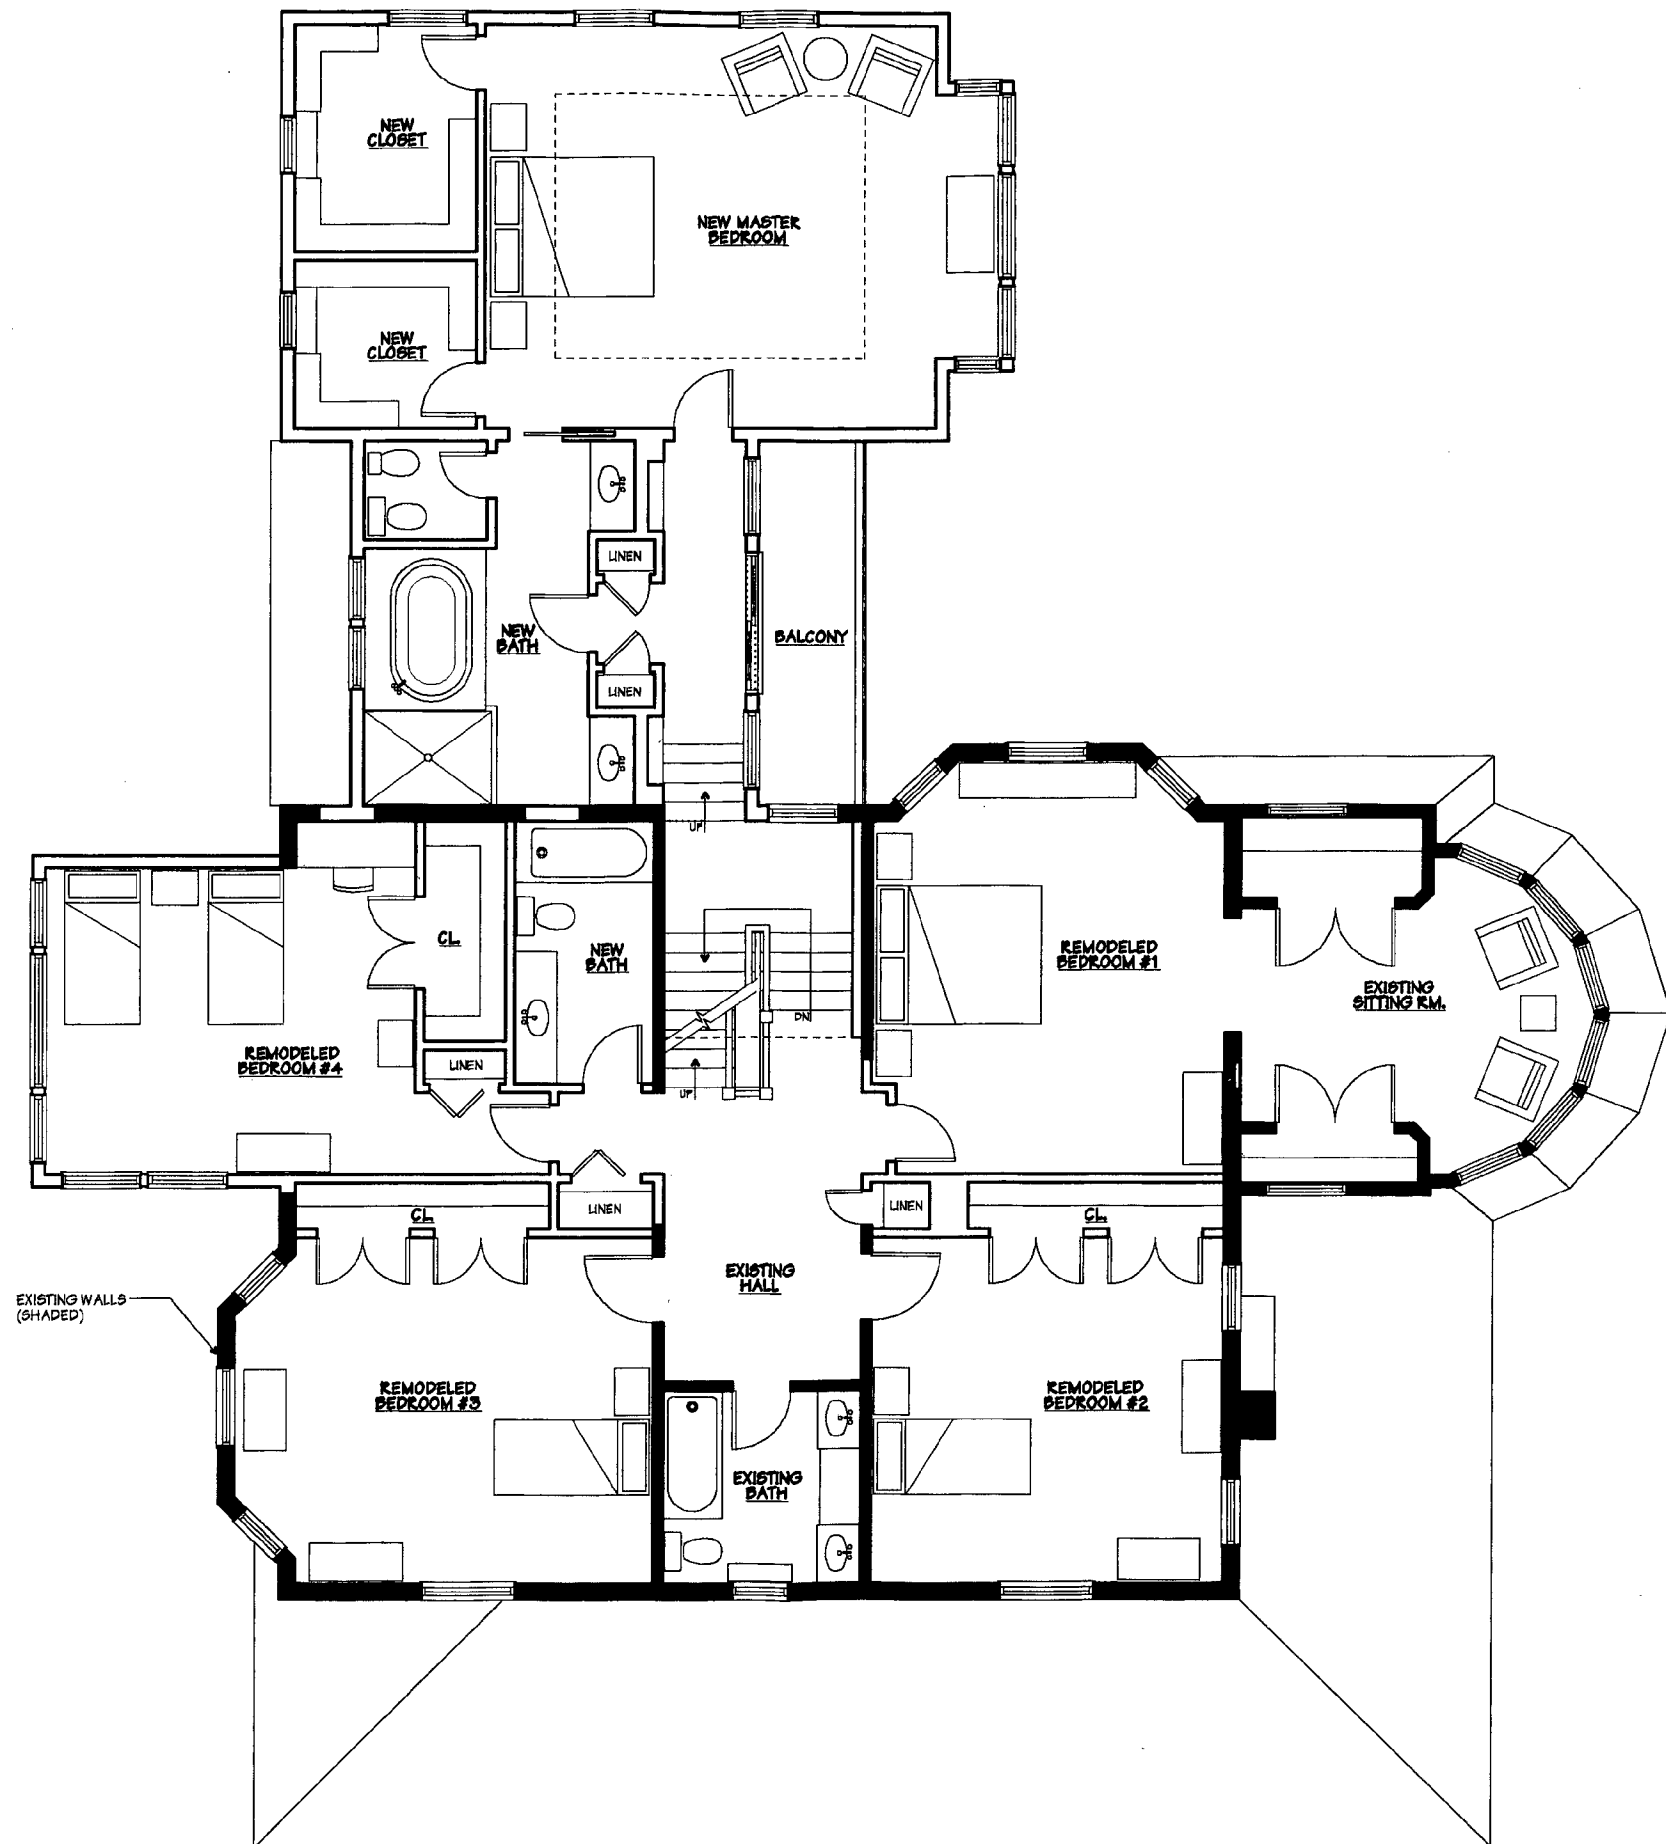 NEW
CLOSET
NEW MASTER
BEDROOM
NEW
CLOSET
LINEN
NEW
BATH
BALCONY
LINEN
UP
CL.
NEW
BATH
REMODELED
BEDROOM #1
EXISTING
SITTING RM.
DN
REMODELED
BEDROOM #4
LINEN
UP
CL.
LINEN
LINEN
CL.
EXISTING
HALL
EXISTING WALLS
(SHADED)
REMODELED
BEDROOM #3
REMODELED
BEDROOM #2
EXISTING
BATH